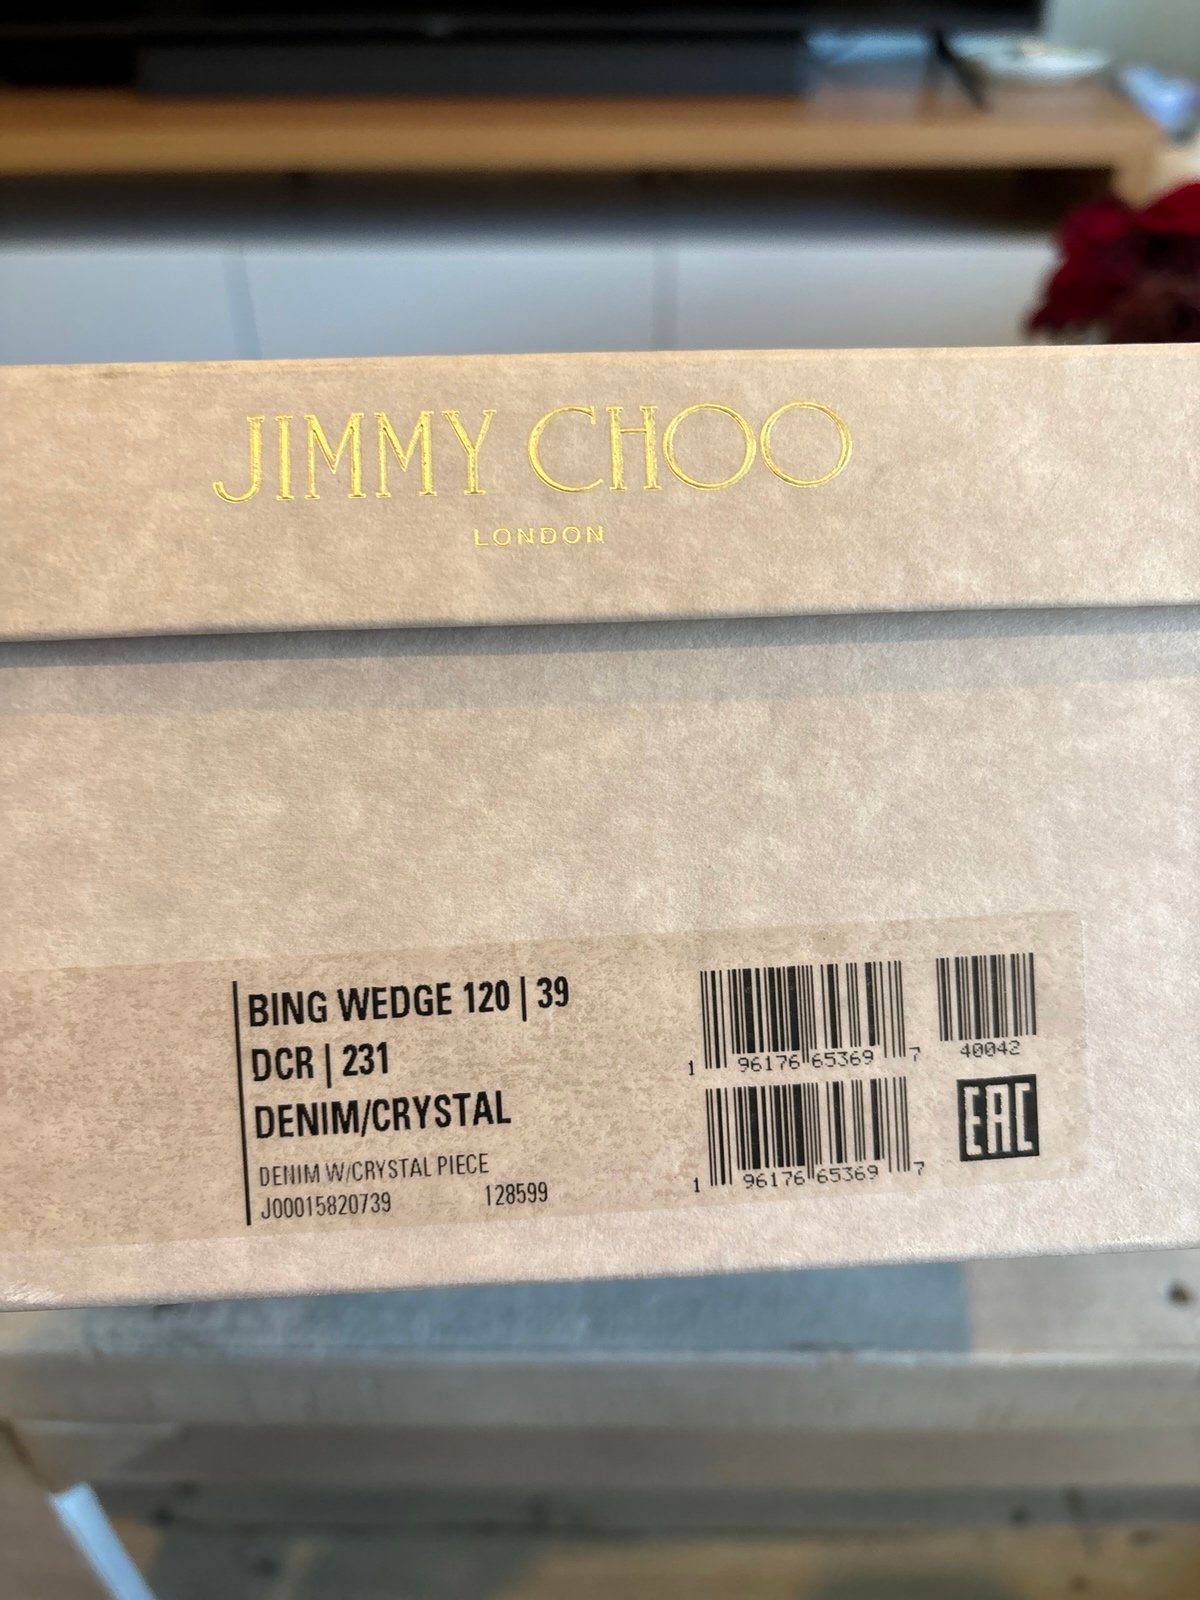 JIMMY CHOO
LONDON
BING WEDGE 120 | 39
DCR | 231
DENIM/CRYSTAL
DENIM W/CRYSTAL PIECE
J00015820739 128599
1 96176 65369 7
40042
1 96176 65369 7
EAC